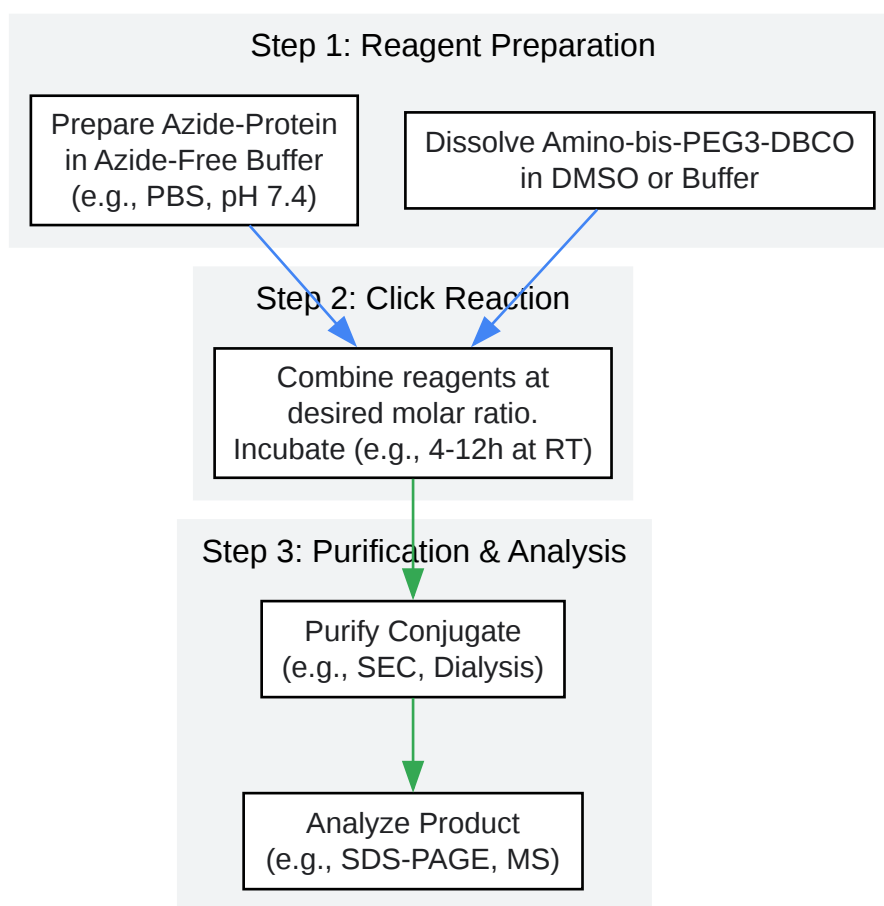 Step 1: Reagent Preparation
Prepare Azide-Protein
in Azide-Free Buffer
(e.g., PBS, pH 7.4)
Dissolve Amino-bis-PEG3-DBCO
in DMSO or Buffer
Step 2: Click Reaction
Combine reagents at
desired molar ratio.
Incubate (e.g., 4-12h at RT)
Step 3: Purification & Analysis
Purify Conjugate
(e.g., SEC, Dialysis)
Analyze Product
(e.g., SDS-PAGE, MS)